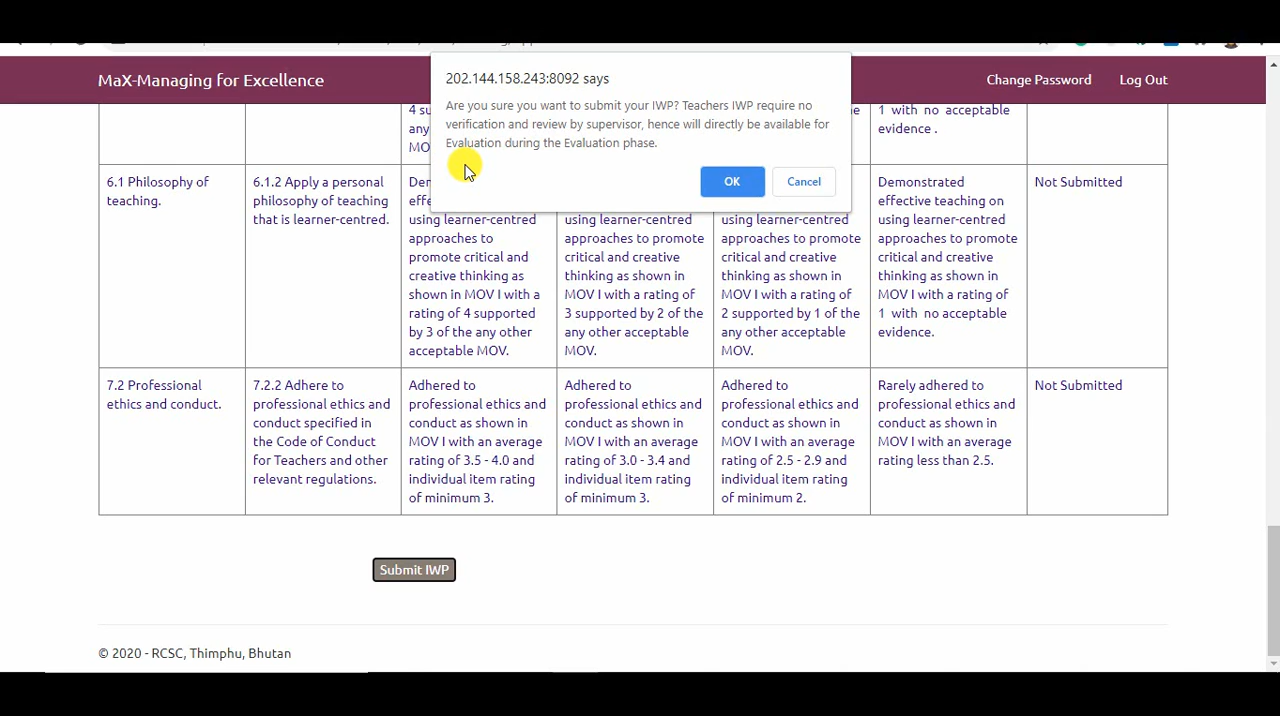 MaX-Managing for Excellence
Change Password
Log Out
202.144.158.243:8092 says
Are you sure you want to submit your IWP? Teachers IWP require no
verification and review by supervisor, hence will directly be available for
Evaluation during the Evaluation phase.
OK
Cancel
4
any
MO
1 with no acceptable
evidence .
6.1 Philosophy of
teaching.
6.1.2 Apply a personal
philosophy of teaching
that is learner-centred.
using learner-centred
approaches to
promote critical and
creative thinking as
shown in MOV I with a
rating of 4 supported
by 3 of the any other
acceptable MOV.
using learner-centred
approaches to promote
critical and creative
thinking as shown in
MOV I with a rating of
3 supported by 2 of the
any other acceptable
MOV.
using learner-centred
approaches to promote
critical and creative
thinking as shown in
MOV I with a rating of
2 supported by 1 of the
any other acceptable
MOV.
Demonstrated
effective teaching on
using learner-centred
approaches to promote
critical and creative
thinking as shown in
MOV I with a rating of
1 with no acceptable
evidence.
Not Submitted
7.2 Professional
ethics and conduct.
7.2.2 Adhere to
professional ethics and
conduct specified in
the Code of Conduct
for Teachers and other
relevant regulations.
Adhered to
professional ethics and
conduct as shown in
MOV I with an average
rating of 3.5 - 4.0 and
individual item rating
of minimum 3.
Adhered to
professional ethics and
conduct as shown in
MOV I with an average
rating of 3.0 - 3.4 and
individual item rating
of minimum 3.
Adhered to
professional ethics and
conduct as shown in
MOV I with an average
rating of 2.5 - 2.9 and
individual item rating
of minimum 2.
Rarely adhered to
professional ethics and
conduct as shown in
MOV I with an average
rating less than 2.5.
Not Submitted
Submit IWP
© 2020 - RCSC, Thimphu, Bhutan